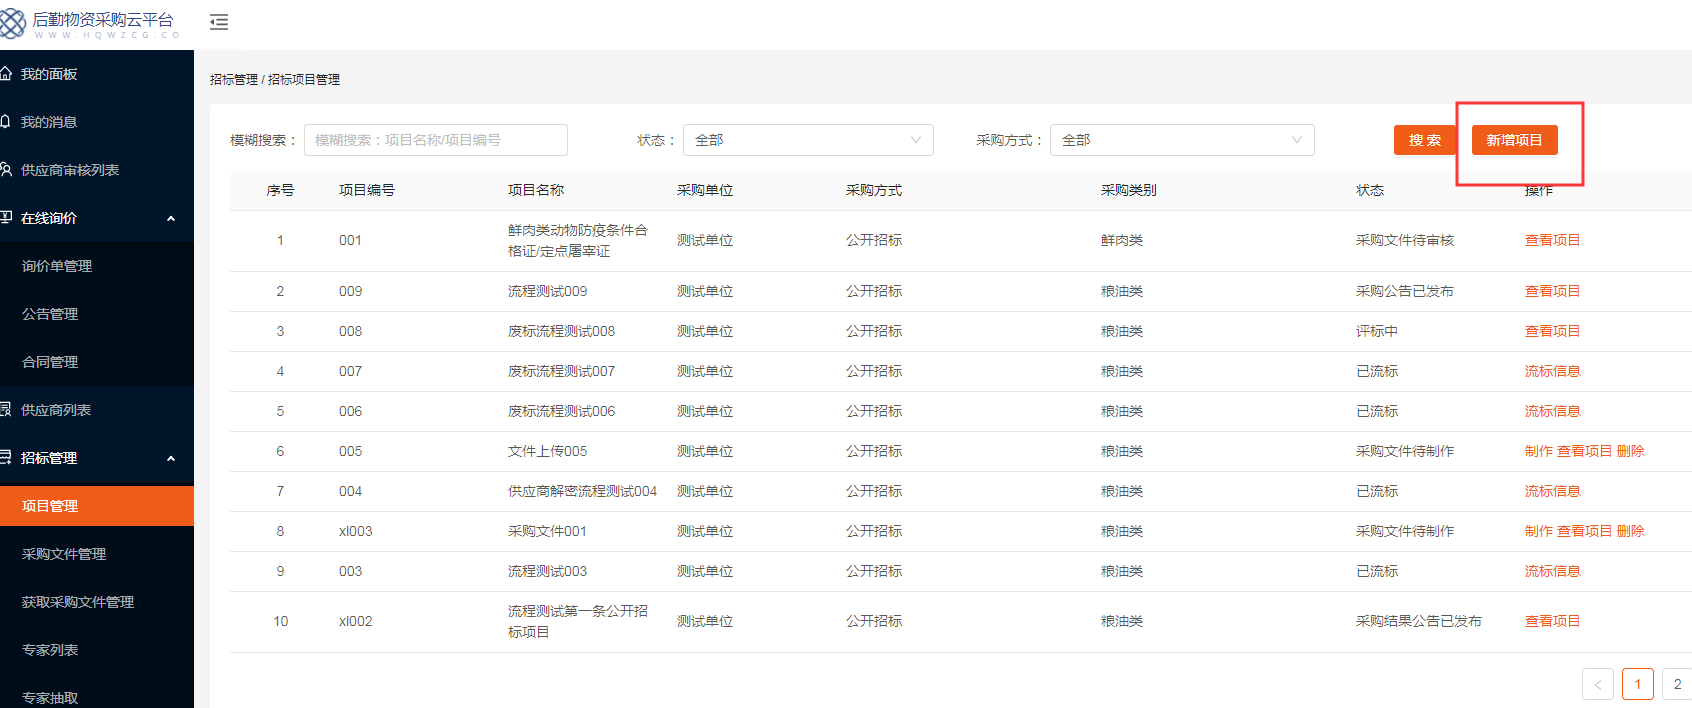 后勤物资采购云平台
WWW.HQWZCG.CO
我的面板
我的消息
供应商审核列表
在线询价
询价单管理
公告管理
合同管理
供应商列表
招标管理
项目管理
采购文件管理
获取采购文件管理
专家列表
专家抽取
招标管理 / 招标项目管理
模糊搜索： 模糊搜索：项目名称/项目编号 状态： 全部 采购方式： 全部 搜 索 新增项目
序号 项目编号 项目名称 采购单位 采购方式 采购类别 状态 操作
1 001 鲜肉类动物防疫条件合
格证/定点屠宰证 测试单位 公开招标 鲜肉类 采购文件待审核 查看项目
2 009 流程测试009 测试单位 公开招标 粮油类 采购公告已发布 查看项目
3 008 废标流程测试008 测试单位 公开招标 粮油类 评标中 查看项目
4 007 废标流程测试007 测试单位 公开招标 粮油类 已流标 流标信息
5 006 废标流程测试006 测试单位 公开招标 粮油类 已流标 流标信息
6 005 文件上传005 测试单位 公开招标 粮油类 采购文件待制作 制作 查看项目 删除
7 004 供应商解密流程测试004 测试单位 公开招标 粮油类 已流标 流标信息
8 xl003 采购文件001 测试单位 公开招标 粮油类 采购文件待制作 制作 查看项目 删除
9 003 流程测试003 测试单位 公开招标 粮油类 已流标 流标信息
10 xl002 流程测试第一条公开招
标项目 测试单位 公开招标 粮油类 采购结果公告已发布 查看项目
< 1 2